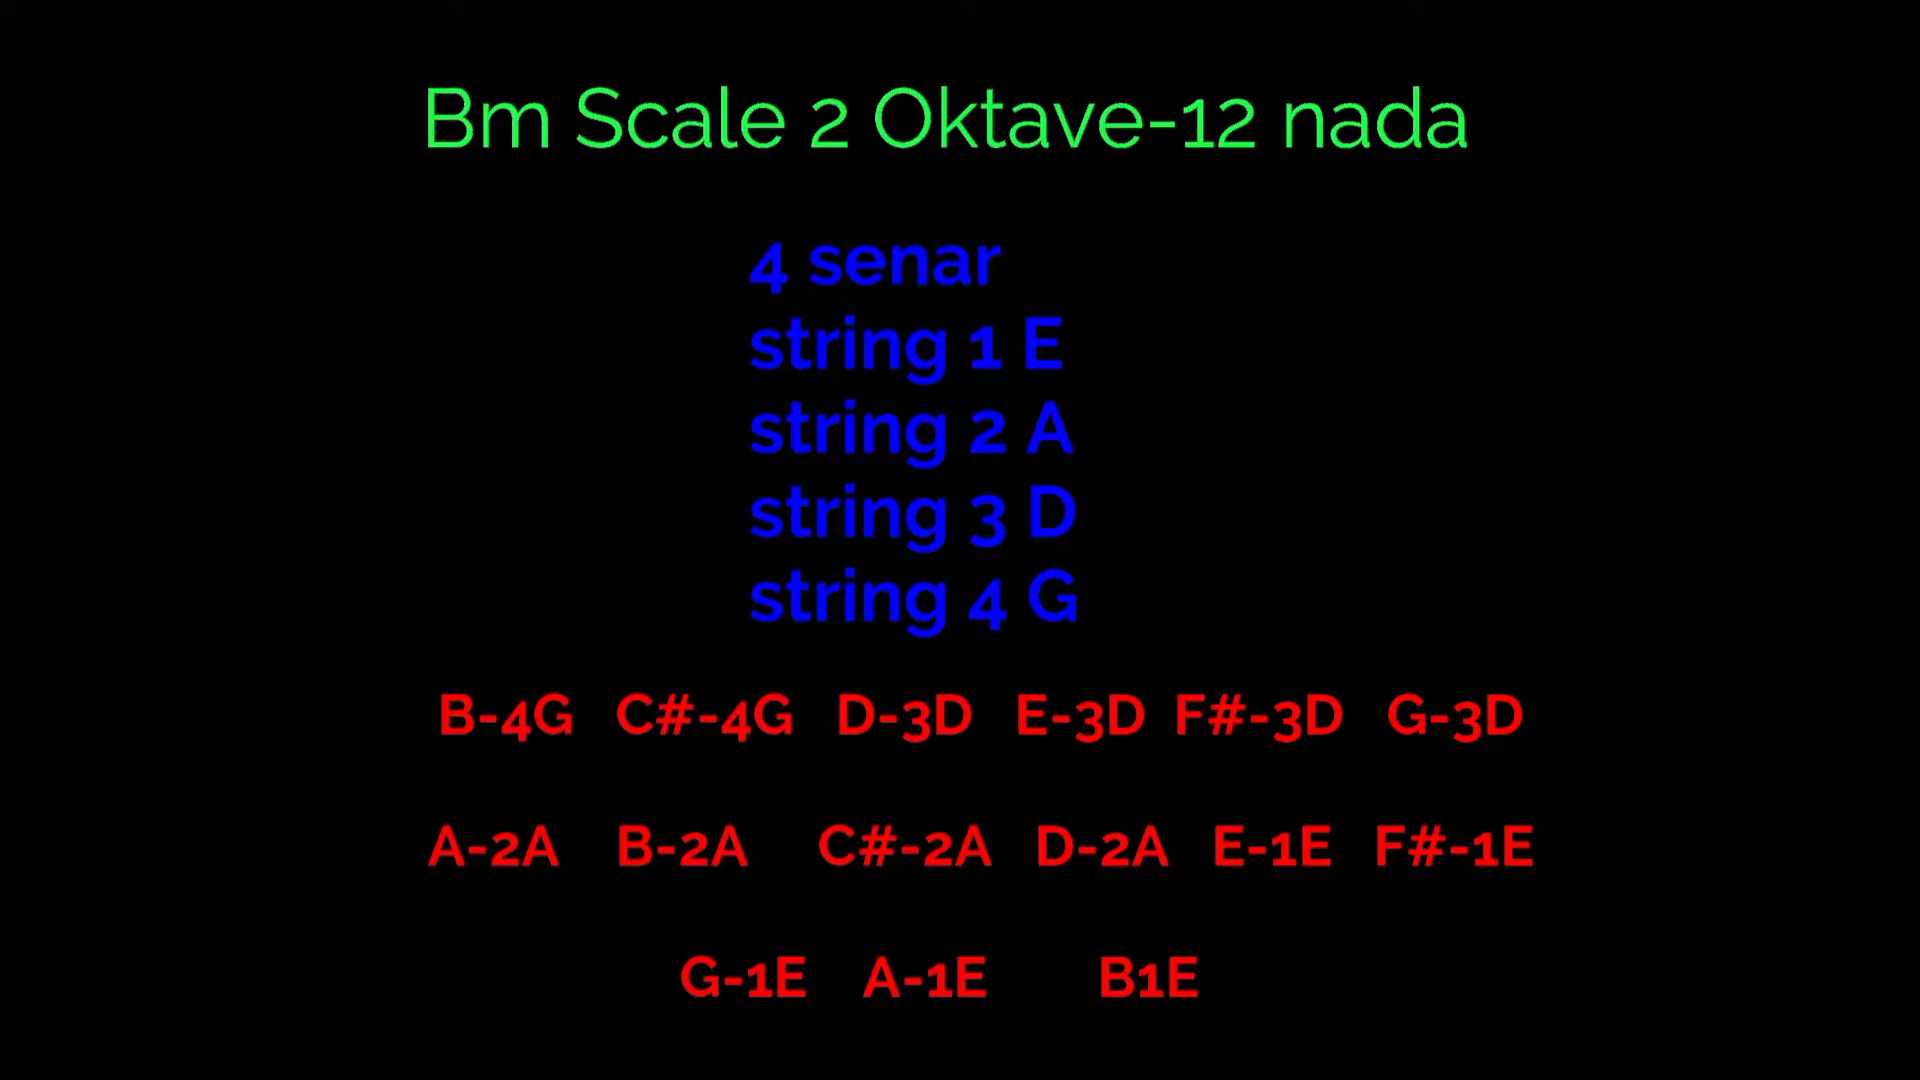 Bm Scale 2 Oktave-12 nada
4 senar
string 1 E
string 2 A
string 3 D
string 4 G
B-4G C#-4G D-3D E-3D F#-3D G-3D
A-2A B-2A C#-2A D-2A E-1E F#-1E
G-1E A-1E B1E